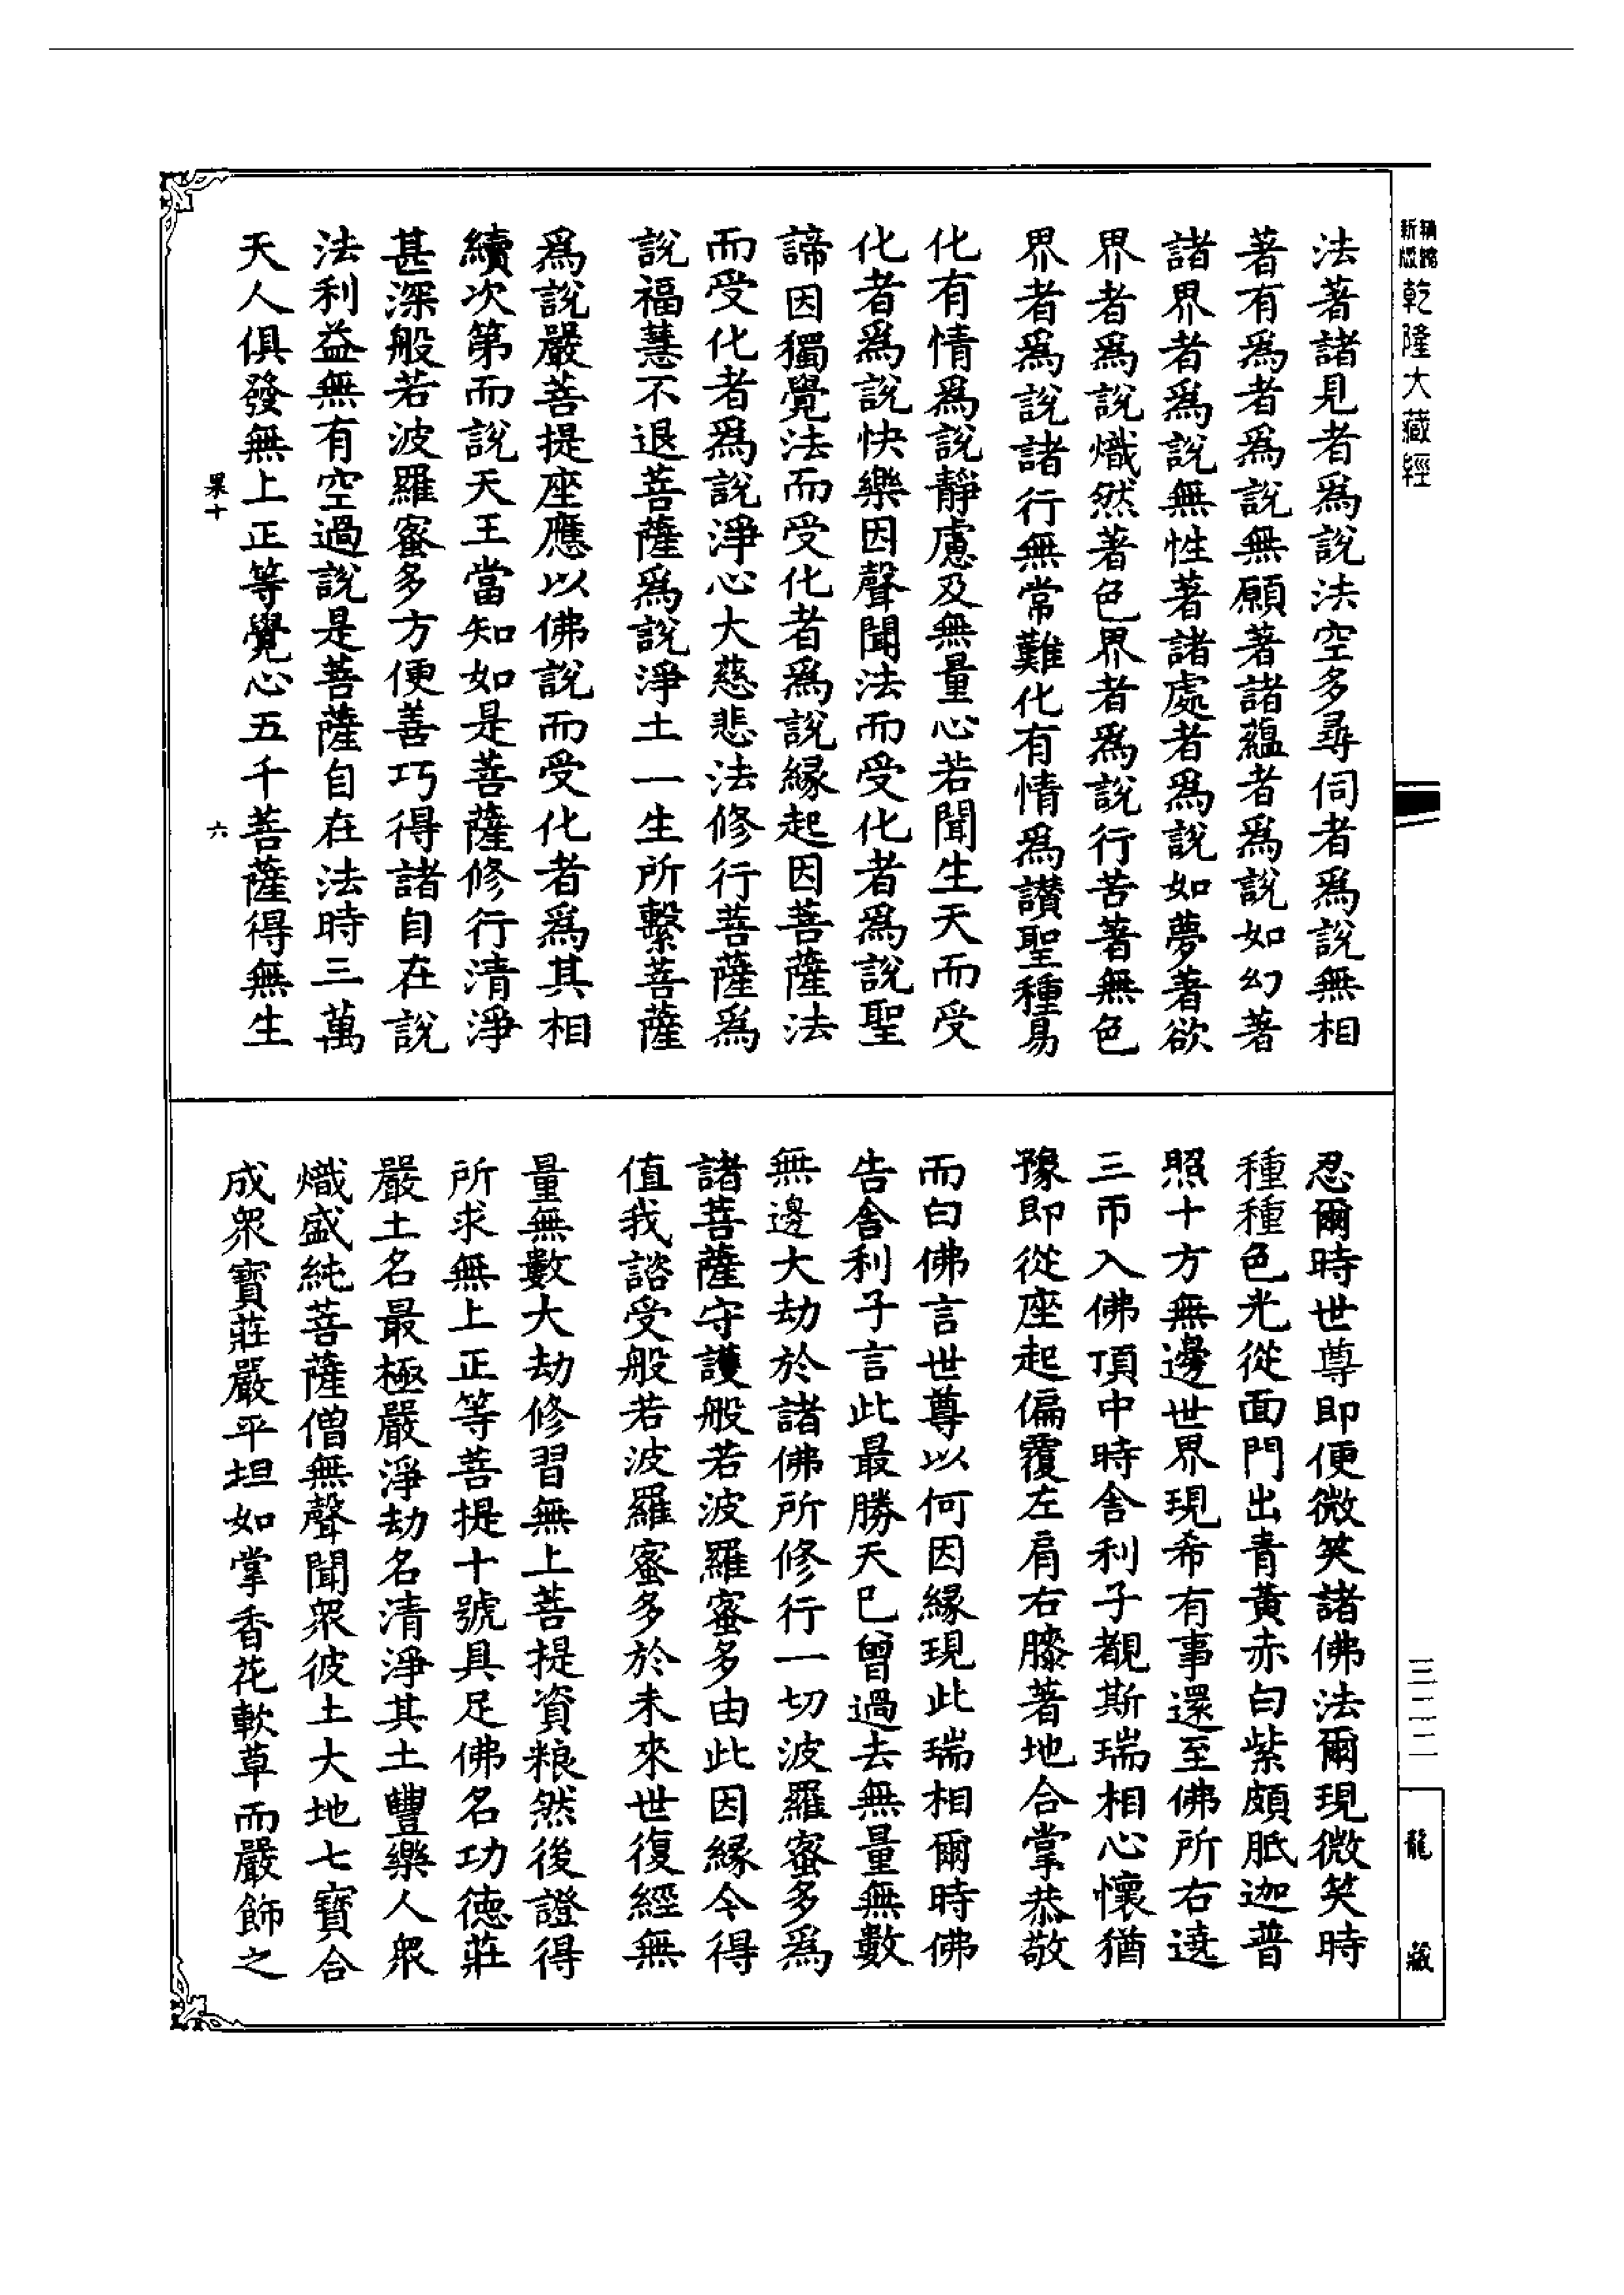 新版
乾隆大藏經
法著諸見者爲說法空多尋伺者爲說無相
著有爲者爲說無願著諸蘊者爲說如幻著
諸界者爲說無性著諸處者爲說如夢著欲
界者爲說熾然著色界者爲說行苦著無色
界者爲說諸行無常難化有情爲讃聖種易
化有情爲說靜慮及無量心若聞生天而受
化者爲說快樂因聲聞法而受化者爲說聖
諦因獨覺法而受化者爲說緣起因菩薩法
而受化者爲說淨心大慈悲法修行菩薩爲
說福慧不退菩薩爲說淨土一生所繫菩薩
爲說嚴菩提座應以佛說而受化者爲其相
續次第而說天王當知如是菩薩修行清淨
甚深般若波羅蜜多方便善巧得諸自在說
法利益無有空過說是菩薩自在法時三萬
天人俱發無上正等覺心五千菩薩得無生
果十
六
忍爾時世尊即便微笑諸佛法爾現微笑時
種種色光從面門出青黃赤白紫頗胝迦普
照十方無邊世界現希有事還至佛所右遶
三帀入佛頂中時舍利子覩斯瑞相心懷猶
豫即從座起偏覆左肩右膝著地合掌恭敬
而白佛言世尊以何因緣現此瑞相爾時佛
告舍利子言此最勝天已曾過去無量無數
無邊大劫於諸佛所修行一切波羅蜜多爲
諸菩薩守護般若波羅蜜多由此因緣今得
值我諮受般若波羅蜜多於未來世復經無
量無數大劫修習無上菩提資粮然後證得
所求無上正等菩提十號具足佛名功德莊
嚴土名最極嚴淨劫名清淨其土豐樂人衆
熾盛純菩薩僧無聲聞衆彼土大地七寶合
成衆寶莊嚴平坦如掌香花軟草而嚴飾之
三二二
龍藏